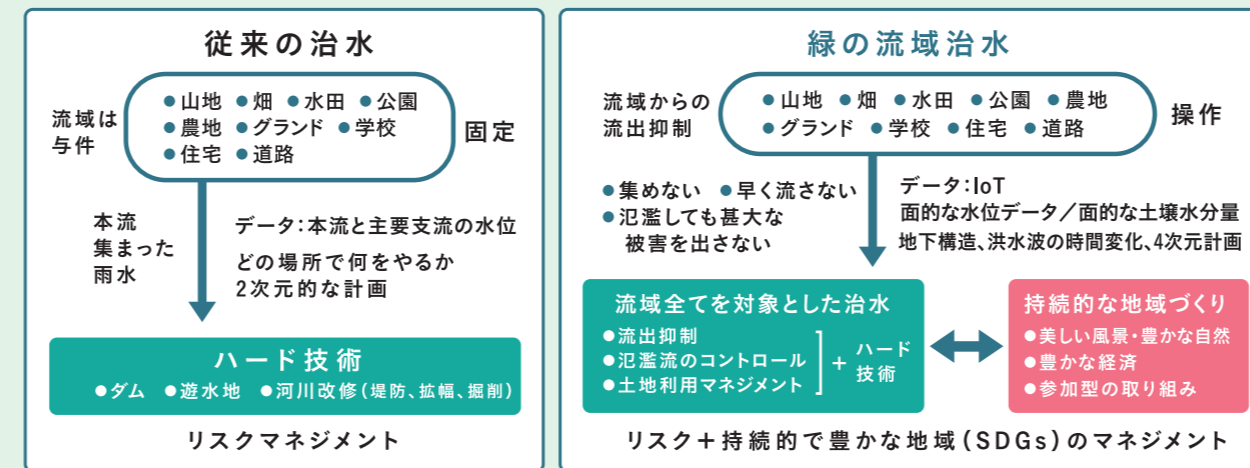 従来の治水
流域は
与件
●山地 ●畑 ●水田 ●公園
●農地 ●グランド ●学校
●住宅 ●道路
固定
本流
集まった
雨水
データ：本流と主要支流の水位
どの場所で何をやるか
2次元的な計画
ハード技術
●ダム ●遊水地 ●河川改修（堤防、拡幅、掘削）
リスクマネジメント
緑の流域治水
流域からの
流出抑制
●山地 ●畑 ●水田 ●公園 ●農地
●グランド ●学校 ●住宅 ●道路
操作
●集めない ●早く流さない
●氾濫しても甚大な
被害を出さない
データ：IoT
面的な水位データ／面的な土壌水分量
地下構造、洪水波の時間変化、4次元計画
流域全てを対象とした治水
●流出抑制
●氾濫流のコントロール
●土地利用マネジメント
＋ハード
技術
持続的な地域づくり
●美しい風景・豊かな自然
●豊かな経済
●参加型の取り組み
リスク＋持続的で豊かな地域（SDGs）のマネジメント